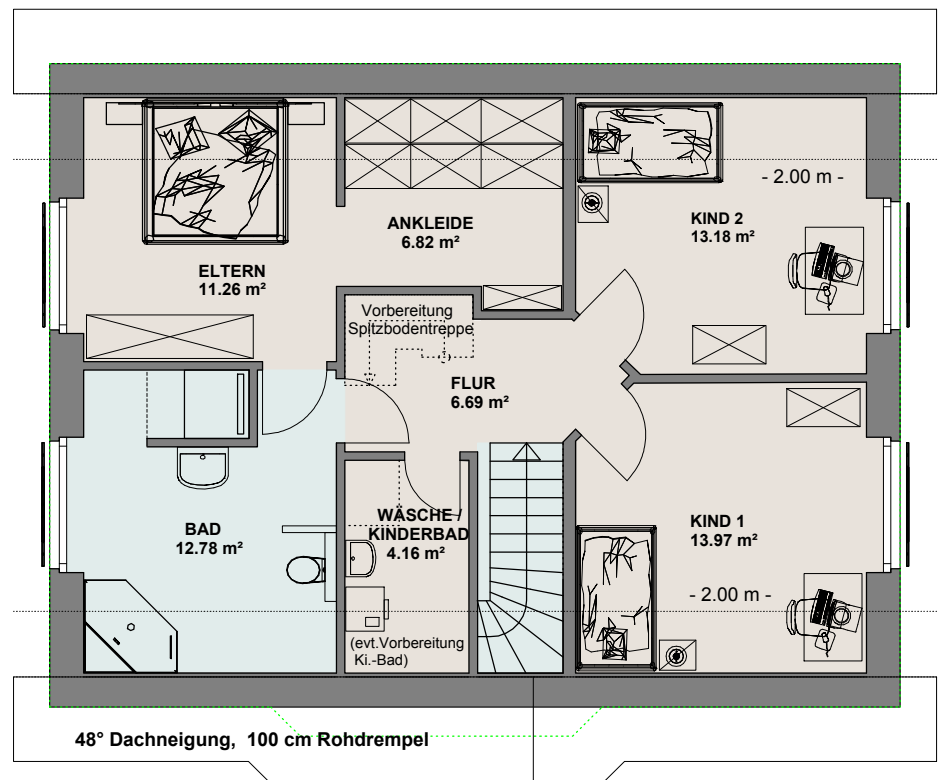 - 2.00 m -
ANKLEIDE
6.82 m²
KIND 2
13.18 m²
ELTERN
11.26 m²
Vorbereitung
Spitzbodentreppe
FLUR
6.69 m²
BAD
12.78 m²
WÄSCHE /
KINDERBAD
4.16 m²
KIND 1
13.97 m²
- 2.00 m -
(evt.Vorbereitung
Ki.-Bad)
48° Dachneigung, 100 cm Rohdrempel